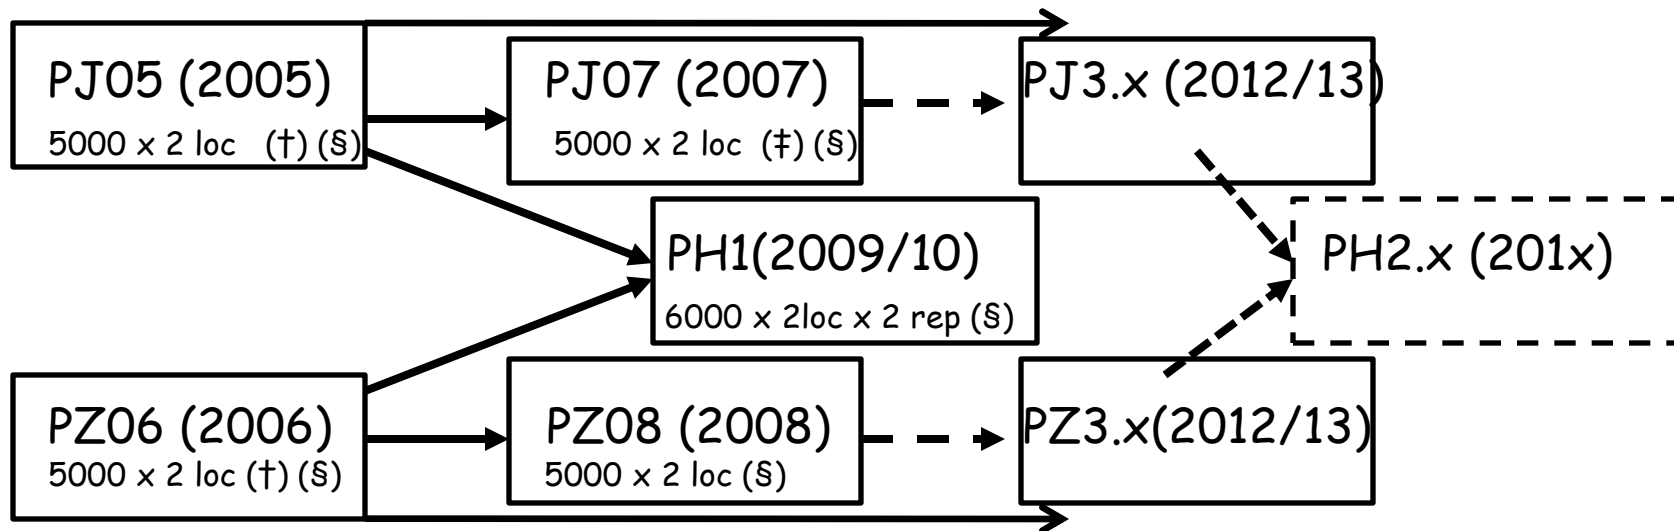 PJ05 (2005)
5000 x 2 loc (†) (§)
PJ07 (2007)
5000 x 2 loc (‡) (§)
PJ3.x (2012/13)
PH1(2009/10)
6000 x 2loc x 2 rep (§)
PH2.x (201x)
PZ06 (2006)
5000 x 2 loc (†) (§)
PZ08 (2008)
5000 x 2 loc (§)
PZ3.x(2012/13)